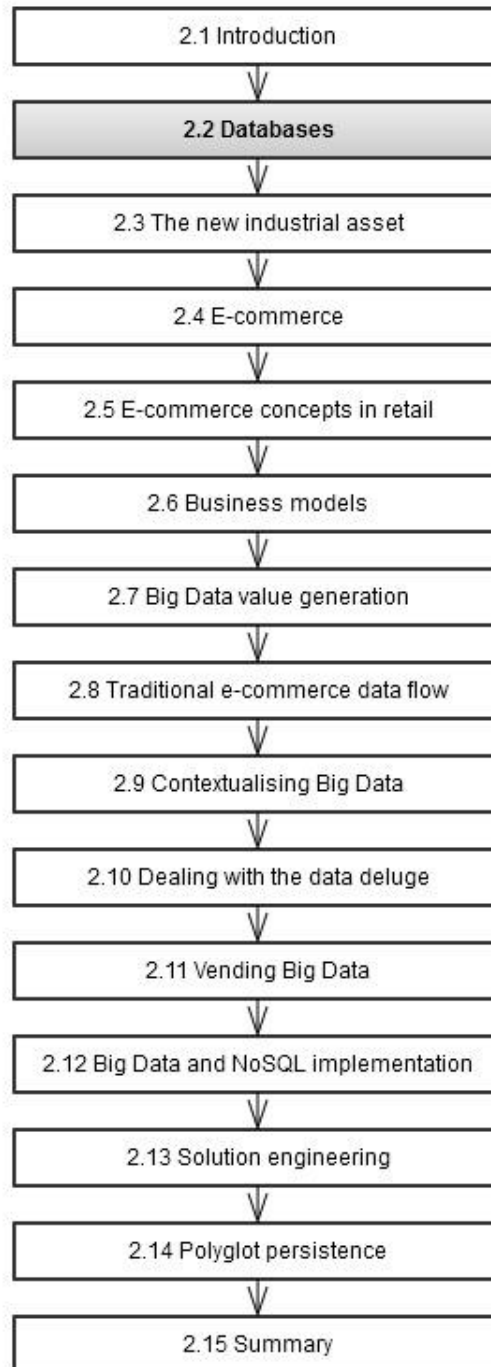 2.1 Introduction
2.2 Databases
2.3 The new industrial asset
2.4 E-commerce
2.5 E-commerce concepts in retail
2.6 Business models
2.7 Big Data value generation
2.8 Traditional e-commerce data flow
2.9 Contextualising Big Data
2.10 Dealing with the data deluge
2.11 Vending Big Data
2.12 Big Data and NoSQL implementation
2.13 Solution engineering
2.14 Polyglot persistence
2.15 Summary